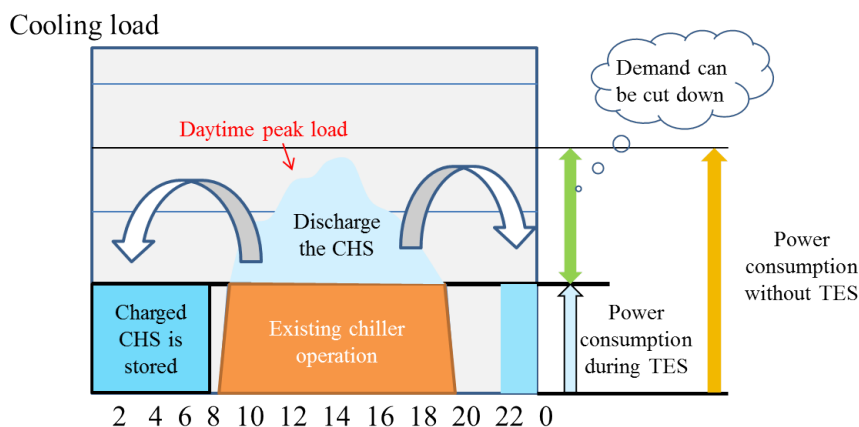 Cooling load
Demand can
be cut down
Daytime peak load
Discharge
the CHS
Power
consumption
without TES
Charged
CHS is
stored
Existing chiller
operation
Power
consumption
during TES
2 4 6 8 10 12 14 16 18 20 22 0